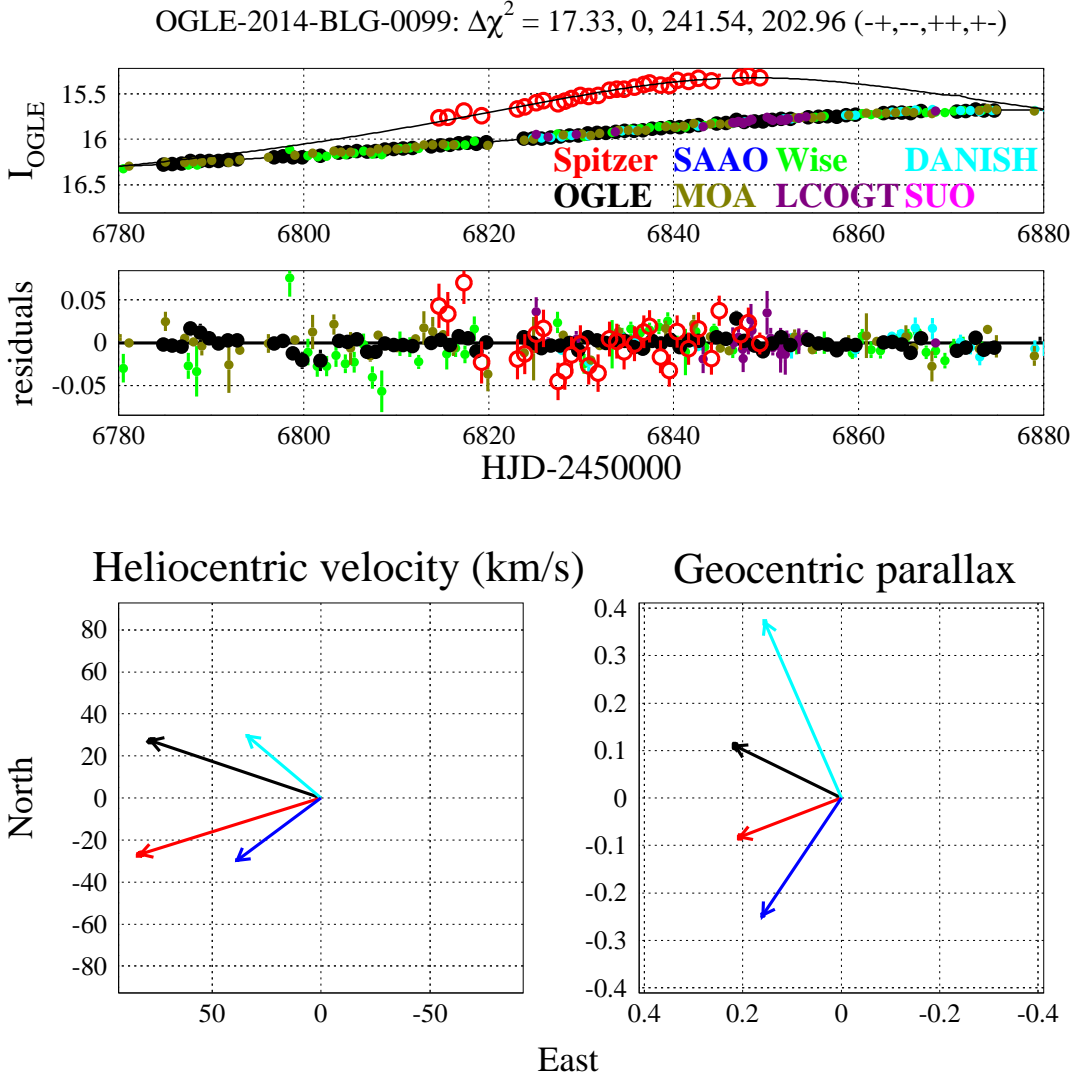 OGLE-2014-BLG-0099: Δχ² = 17.33, 0, 241.54, 202.96 (-+,--,++,+-)
I_OGLE
15.5
16
16.5
Spitzer SAAO Wise DANISH
OGLE MOA LCOGT SUO
6780 6800 6820 6840 6860 6880
residuals
0.05
0
-0.05
6780 6800 6820 6840 6860 6880
HJD-2450000
Heliocentric velocity (km/s)
Geocentric parallax
North
80
60
40
20
0
-20
-40
-60
-80
50 0 -50
0.4
0.3
0.2
0.1
0
-0.1
-0.2
-0.3
-0.4
0.4 0.2 0 -0.2 -0.4
East